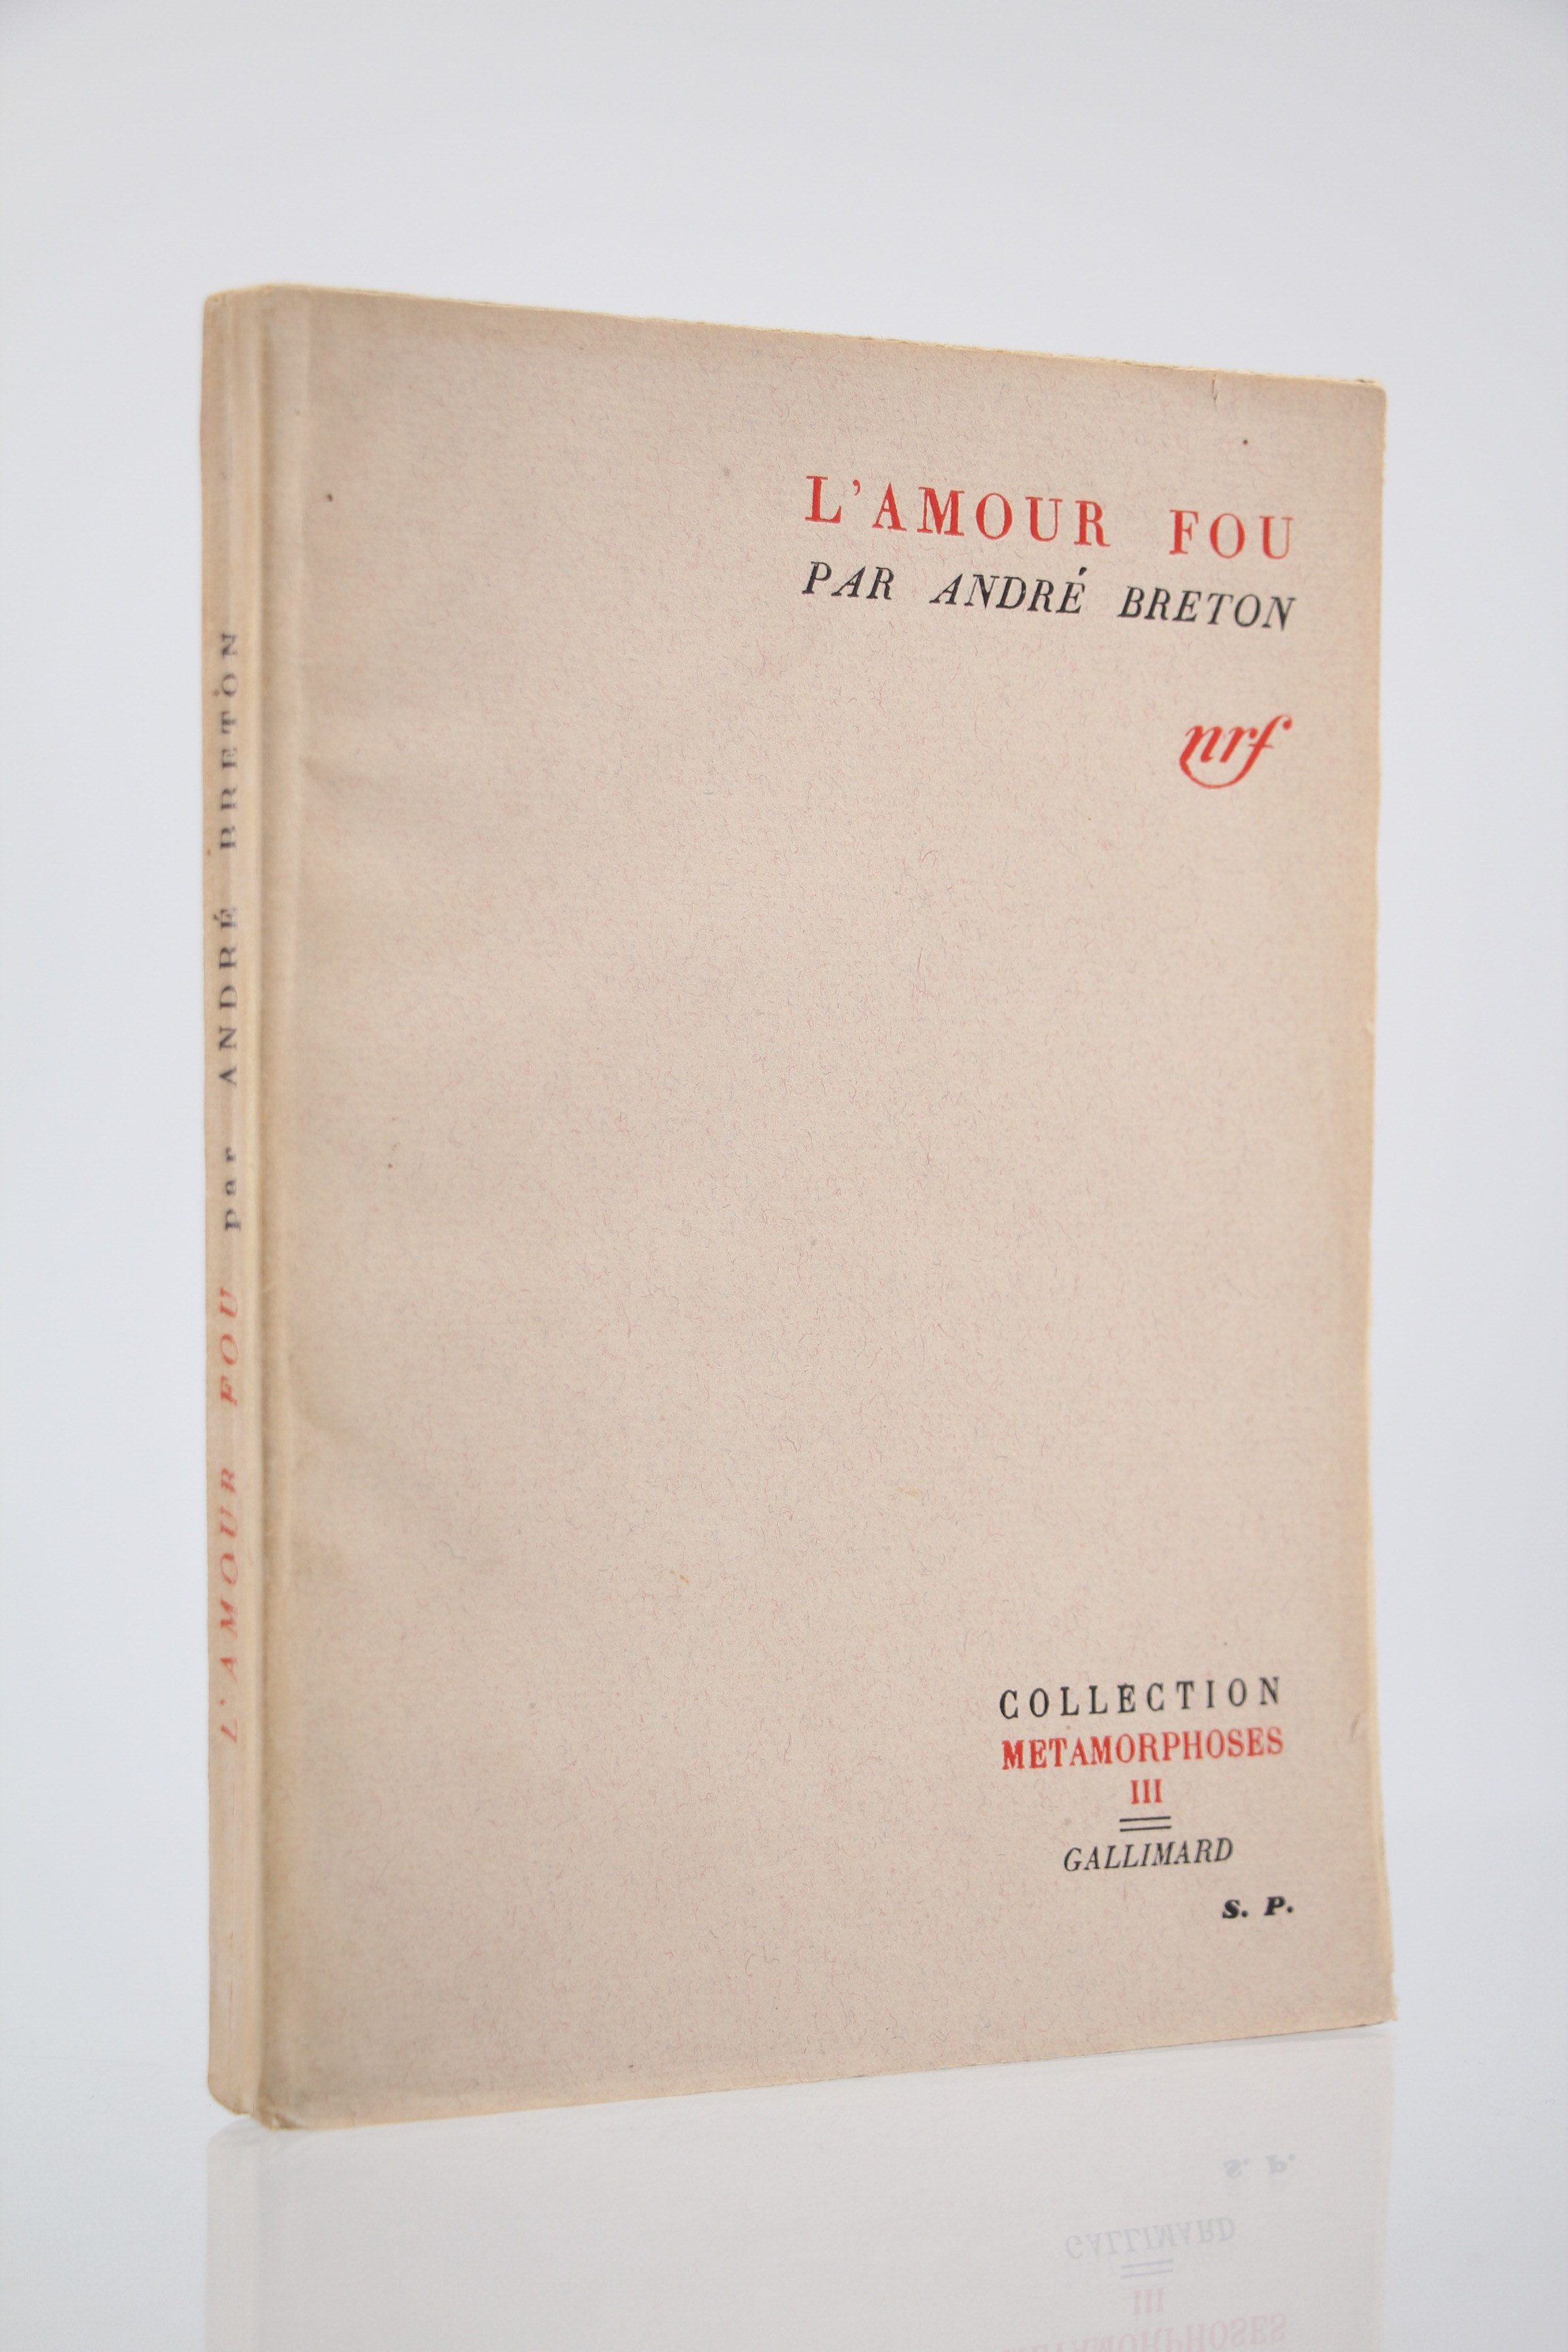 L'AMOUR FOU
PAR ANDRÉ BRETON
nrf
COLLECTION
METAMORPHOSES
III
GALLIMARD
S. P.
L'AMOUR FOU par ANDRÉ BRETON